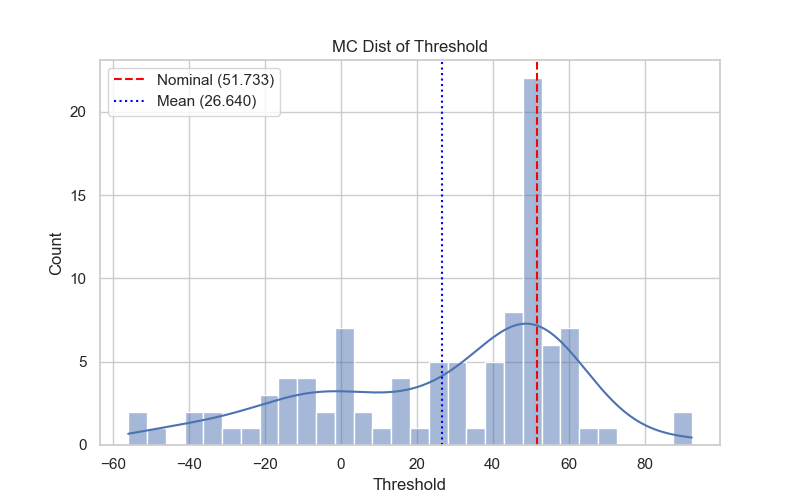 MC Dist of Threshold
Nominal (51.733)
Mean (26.640)
Count
20
15
10
5
0
−60 −40 −20 0 20 40 60 80
Threshold